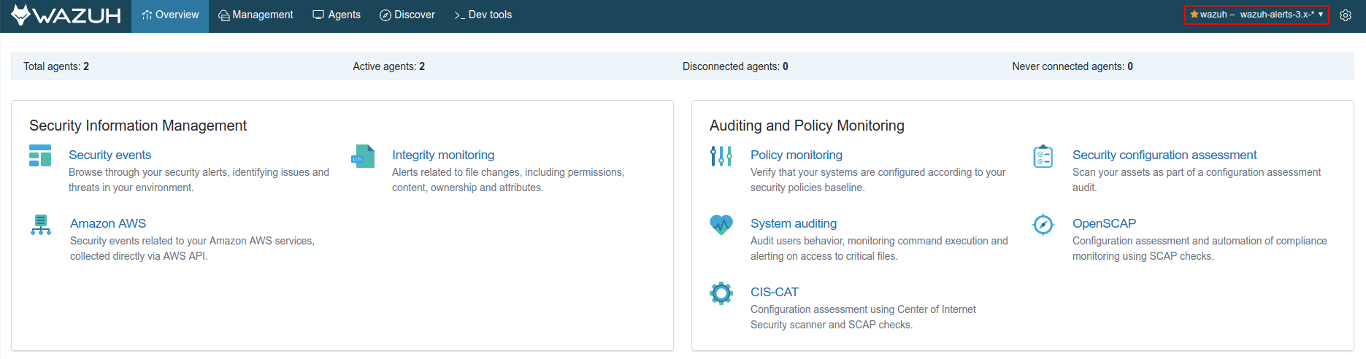 WAZUH Overview Management Agents Discover >_ Dev tools wazuh – wazuh-alerts-3.x-* ▼
Total agents: 2 Active agents: 2 Disconnected agents: 0 Never connected agents: 0
Security Information Management
Security events
Browse through your security alerts, identifying issues and
threats in your environment.
Integrity monitoring
Alerts related to file changes, including permissions,
content, ownership and attributes.
Amazon AWS
Security events related to your Amazon AWS services,
collected directly via AWS API.
Auditing and Policy Monitoring
Policy monitoring
Verify that your systems are configured according to your
security policies baseline.
Security configuration assessment
Scan your assets as part of a configuration assessment
audit.
System auditing
Audit users behavior, monitoring command execution and
alerting on access to critical files.
OpenSCAP
Configuration assessment and automation of compliance
monitoring using SCAP checks.
CIS-CAT
Configuration assessment using Center of Internet
Security scanner and SCAP checks.